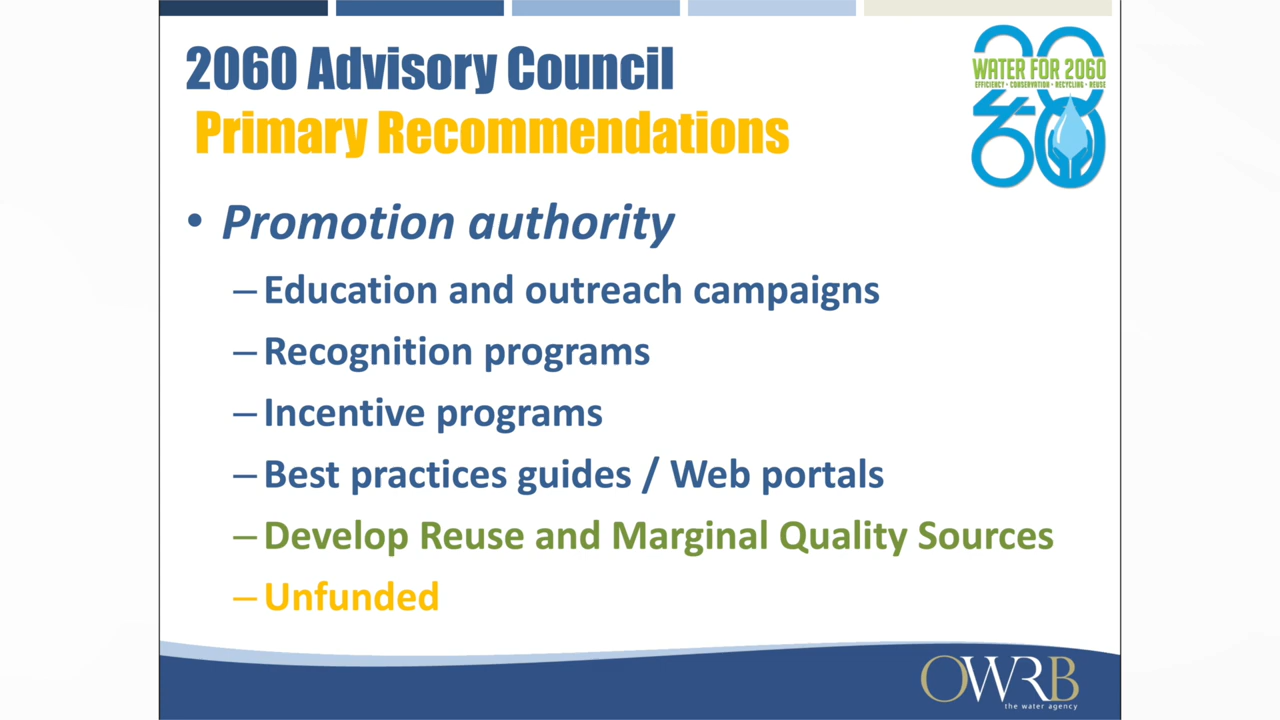 2060 Advisory Council
Primary Recommendations
20
WATER FOR 2060
EFFICIENCY • CONSERVATION • RECYCLING • REUSE
60
• Promotion authority
– Education and outreach campaigns
– Recognition programs
– Incentive programs
– Best practices guides / Web portals
– Develop Reuse and Marginal Quality Sources
– Unfunded
OWRB
the water agency